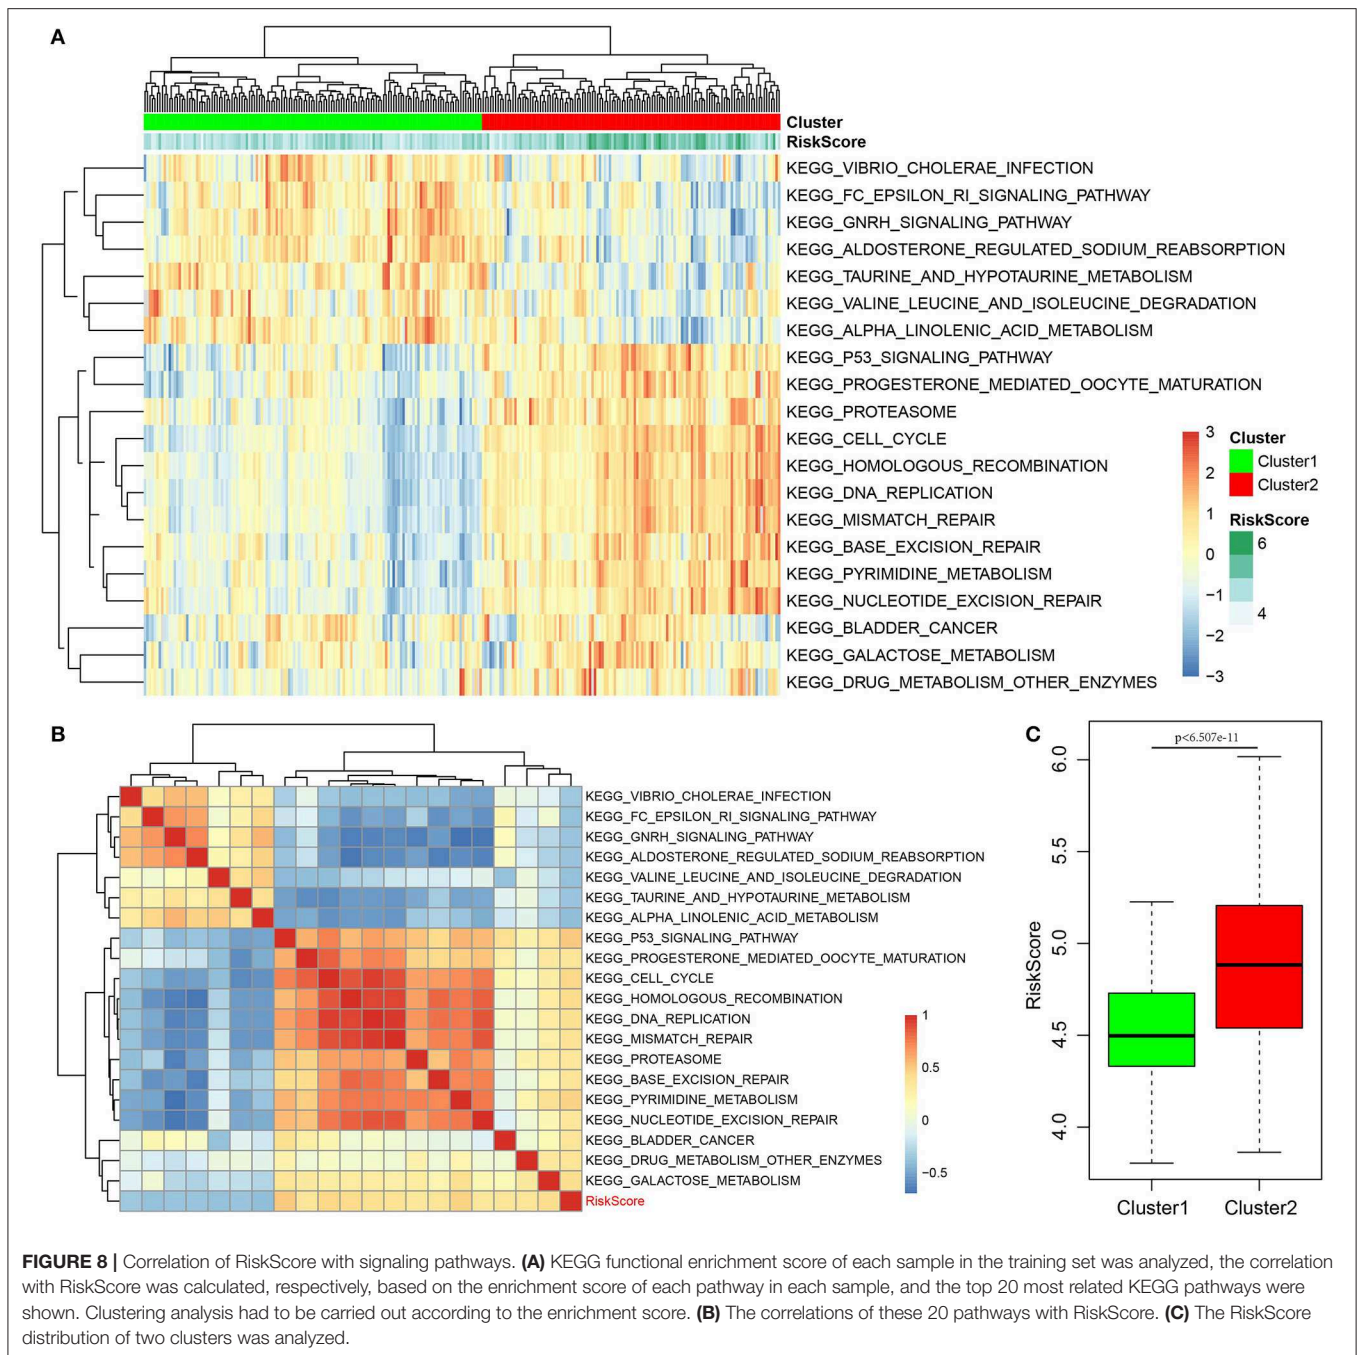 A
Cluster
RiskScore
KEGG_VIBRIO_CHOLERAE_INFECTION
KEGG_FC_EPSILON_RI_SIGNALING_PATHWAY
KEGG_GNRH_SIGNALING_PATHWAY
KEGG_ALDOSTERONE_REGULATED_SODIUM_REABSORPTION
KEGG_TAURINE_AND_HYPOTAURINE_METABOLISM
KEGG_VALINE_LEUCINE_AND_ISOLEUCINE_DEGRADATION
KEGG_ALPHA_LINOLENIC_ACID_METABOLISM
KEGG_P53_SIGNALING_PATHWAY
KEGG_PROGESTERONE_MEDIATED_OOCYTE_MATURATION
KEGG_PROTEASOME
KEGG_CELL_CYCLE
KEGG_HOMOLOGOUS_RECOMBINATION
KEGG_DNA_REPLICATION
KEGG_MISMATCH_REPAIR
KEGG_BASE_EXCISION_REPAIR
KEGG_PYRIMIDINE_METABOLISM
KEGG_NUCLEOTIDE_EXCISION_REPAIR
KEGG_BLADDER_CANCER
KEGG_GALACTOSE_METABOLISM
KEGG_DRUG_METABOLISM_OTHER_ENZYMES
3
2
1
0
−1
−2
−3
Cluster
Cluster1
Cluster2
RiskScore
6
4
B
KEGG_VIBRIO_CHOLERAE_INFECTION
KEGG_FC_EPSILON_RI_SIGNALING_PATHWAY
KEGG_GNRH_SIGNALING_PATHWAY
KEGG_ALDOSTERONE_REGULATED_SODIUM_REABSORPTION
KEGG_VALINE_LEUCINE_AND_ISOLEUCINE_DEGRADATION
KEGG_TAURINE_AND_HYPOTAURINE_METABOLISM
KEGG_ALPHA_LINOLENIC_ACID_METABOLISM
KEGG_P53_SIGNALING_PATHWAY
KEGG_PROGESTERONE_MEDIATED_OOCYTE_MATURATION
KEGG_CELL_CYCLE
KEGG_HOMOLOGOUS_RECOMBINATION
KEGG_DNA_REPLICATION
KEGG_MISMATCH_REPAIR
KEGG_PROTEASOME
KEGG_BASE_EXCISION_REPAIR
KEGG_PYRIMIDINE_METABOLISM
KEGG_NUCLEOTIDE_EXCISION_REPAIR
KEGG_BLADDER_CANCER
KEGG_DRUG_METABOLISM_OTHER_ENZYMES
KEGG_GALACTOSE_METABOLISM
RiskScore
1
0.5
0
−0.5
C
p<6.507e-11
RiskScore
6.0
5.5
5.0
4.5
4.0
Cluster1
Cluster2
FIGURE 8 | Correlation of RiskScore with signaling pathways. (A) KEGG functional enrichment score of each sample in the training set was analyzed, the correlation
with RiskScore was calculated, respectively, based on the enrichment score of each pathway in each sample, and the top 20 most related KEGG pathways were
shown. Clustering analysis had to be carried out according to the enrichment score. (B) The correlations of these 20 pathways with RiskScore. (C) The RiskScore
distribution of two clusters was analyzed.